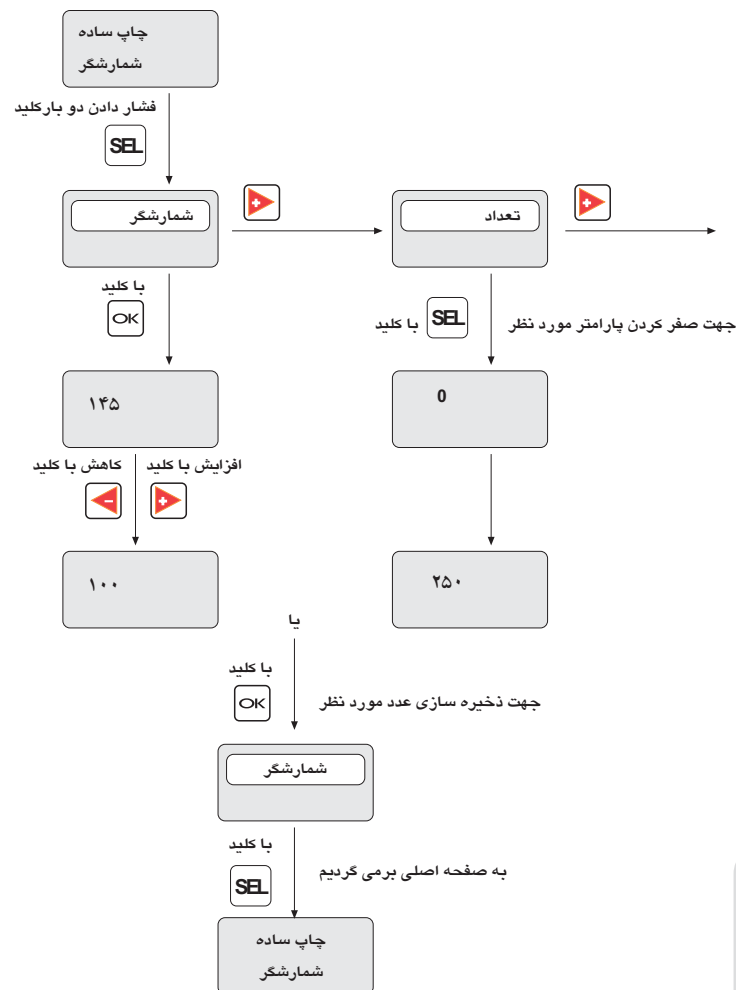 چاپ ساده
شمارشگر
فشار دادن دو بارکلید
SEL
شمارشگر
+
تعداد
+
با کلید
OK
جهت صفر کردن پارامتر مورد نظر
SEL
با کلید
۱۴۵
0
افزایش با کلید
کاهش با کلید
+
-
۱۰۰
۲۵۰
یا
با کلید
OK
جهت ذخیره سازی عدد مورد نظر
شمارشگر
با کلید
SEL
به صفحه اصلی برمی گردیم
چاپ ساده
شمارشگر